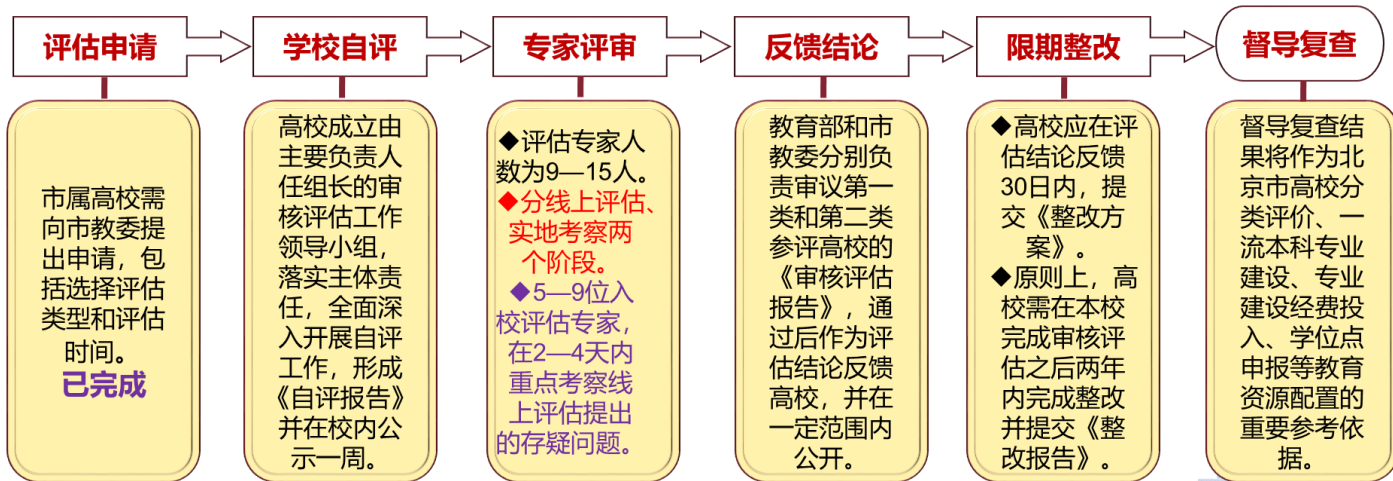 评估申请
学校自评
专家评审
反馈结论
限期整改
督导复查
市属高校需
向市教委提
出申请，包
括选择评估
类型和评估
时间。
已完成
高校成立由
主要负责人
任组长的审
核评估工作
领导小组，
落实主体责
任，全面深
入开展自评
工作，形成
《自评报告》
并在校内公
示一周。
◆评估专家人
数为9—15人。
◆分线上评估、
实地考察两
个阶段。
◆5—9位入
校评估专家，
在2—4天内
重点考察线
上评估提出
的存疑问题。
教育部和市
教委分别负
责审议第一
类和第二类
参评高校的
《审核评估
报告》，通
过后作为评
估结论反馈
高校，并在
一定范围内
公开。
◆高校应在评
估结论反馈
30日内，提
交《整改方
案》。
◆原则上，高
校需在本校
完成审核评
估之后两年
内完成整改
并提交《整
改报告》。
督导复查结
果将作为北
京市高校分
类评价、一
流本科专业
建设、专业
建设经费投
入、学位点
申报等教育
资源配置的
重要参考依
据。